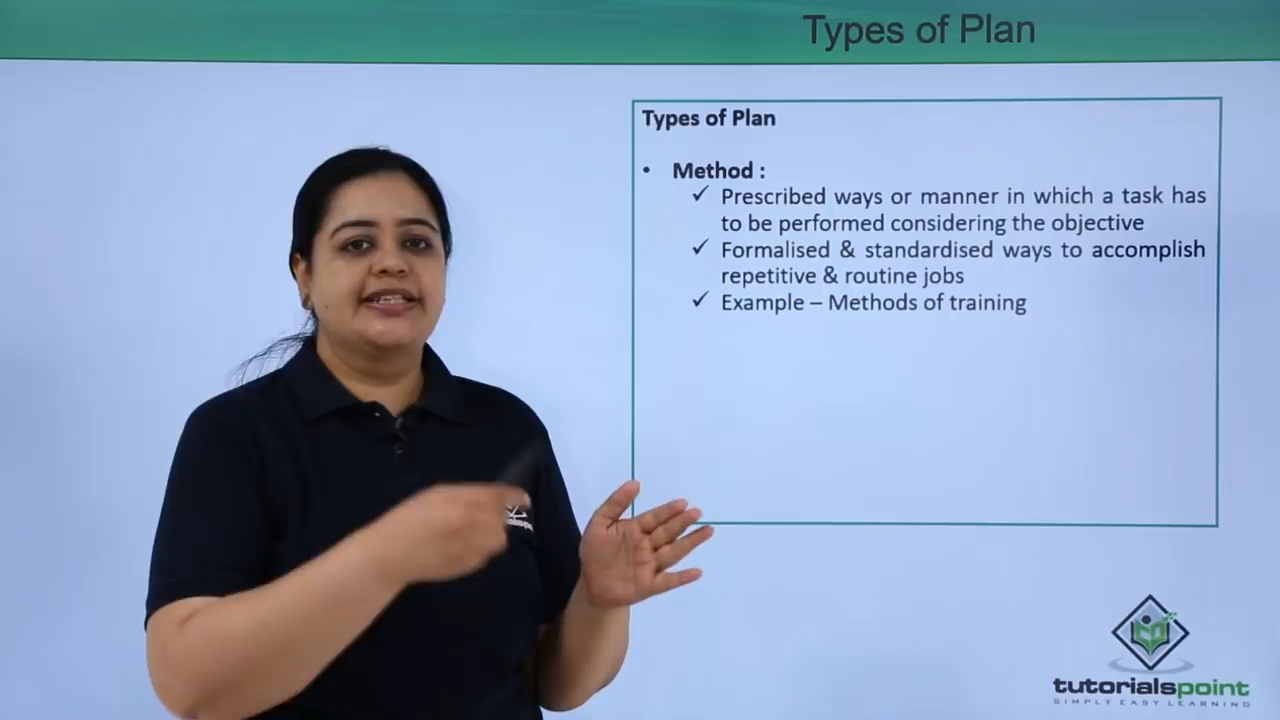 Types of Plan
Types of Plan
• Method :
✓ Prescribed ways or manner in which a task has
to be performed considering the objective
✓ Formalised & standardised ways to accomplish
repetitive & routine jobs
✓ Example – Methods of training
tutorialspoint
SIMPLY EASY LEARNING